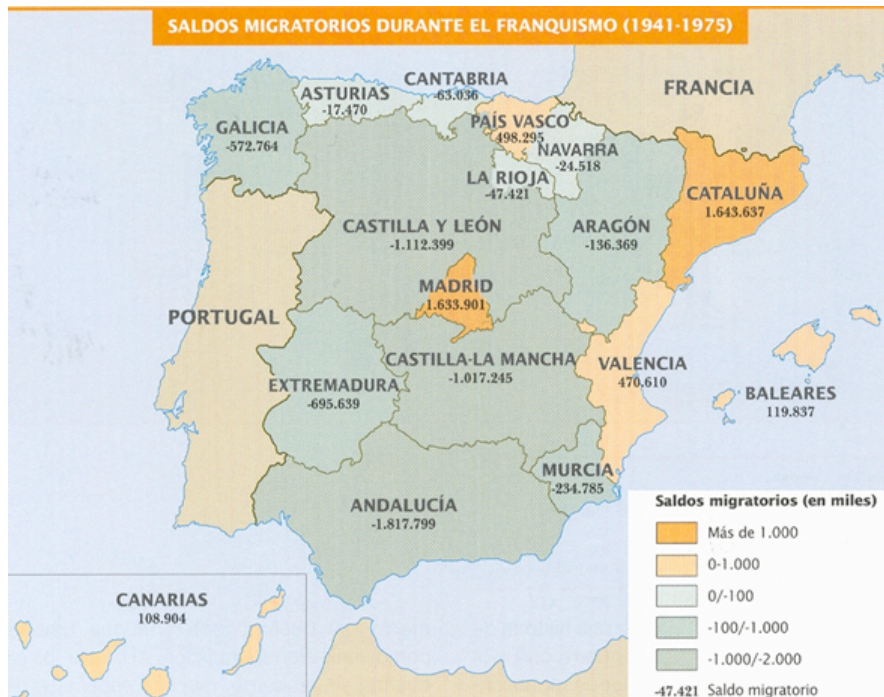 SALDOS MIGRATORIOS DURANTE EL FRANQUISMO (1941-1975)
CANTABRIA
-63.036
ASTURIAS
-17.470
FRANCIA
GALICIA
-572.764
PAÍS VASCO
498.295
NAVARRA
-24.518
LA RIOJA
-47.421
CATALUÑA
1.643.637
CASTILLA Y LEÓN
-1.112.399
ARAGÓN
-136.369
MADRID
1.633.901
PORTUGAL
CASTILLA-LA MANCHA
-1.017.245
VALENCIA
470.610
EXTREMADURA
-695.639
BALEARES
119.837
MURCIA
-234.785
ANDALUCÍA
-1.817.799
CANARIAS
108.904
Saldos migratorios (en miles)
Más de 1.000
0-1.000
0/-100
-100/-1.000
-1.000/-2.000
-47.421 Saldo migratorio